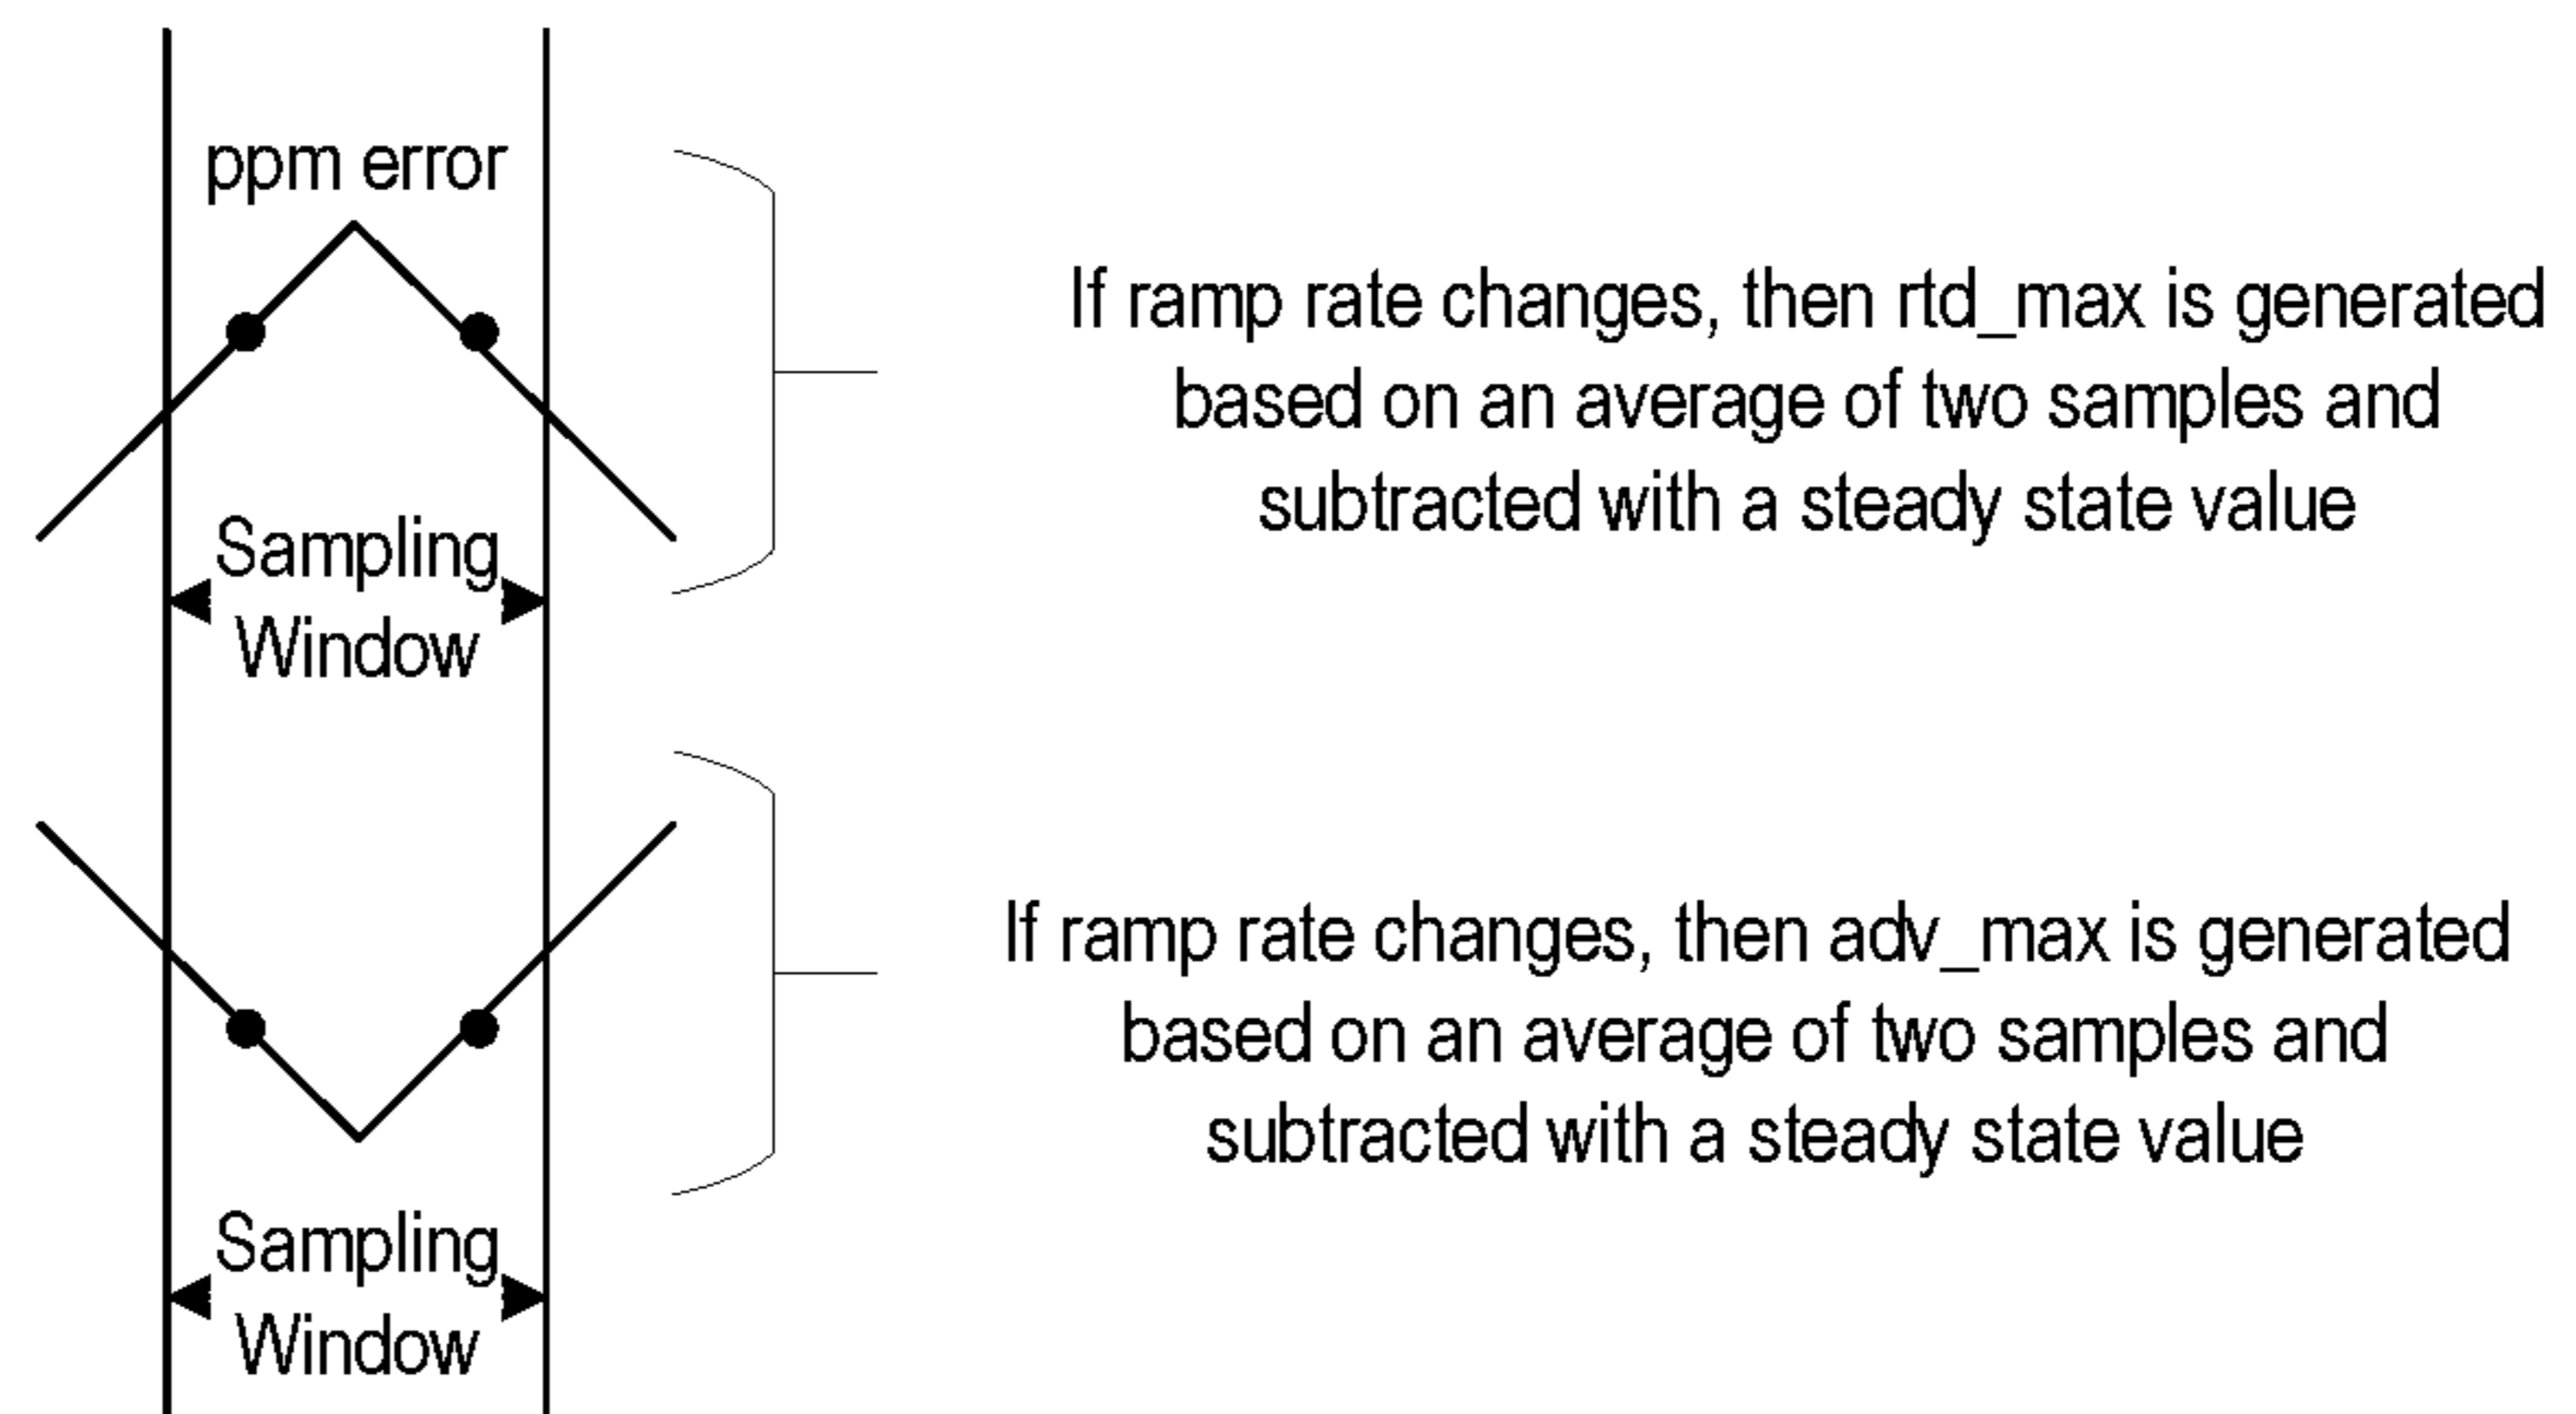 ppm error
If ramp rate changes, then rtd_max is generated
based on an average of two samples and
subtracted with a steady state value
Sampling
Window
If ramp rate changes, then adv_max is generated
based on an average of two samples and
subtracted with a steady state value
Sampling
Window